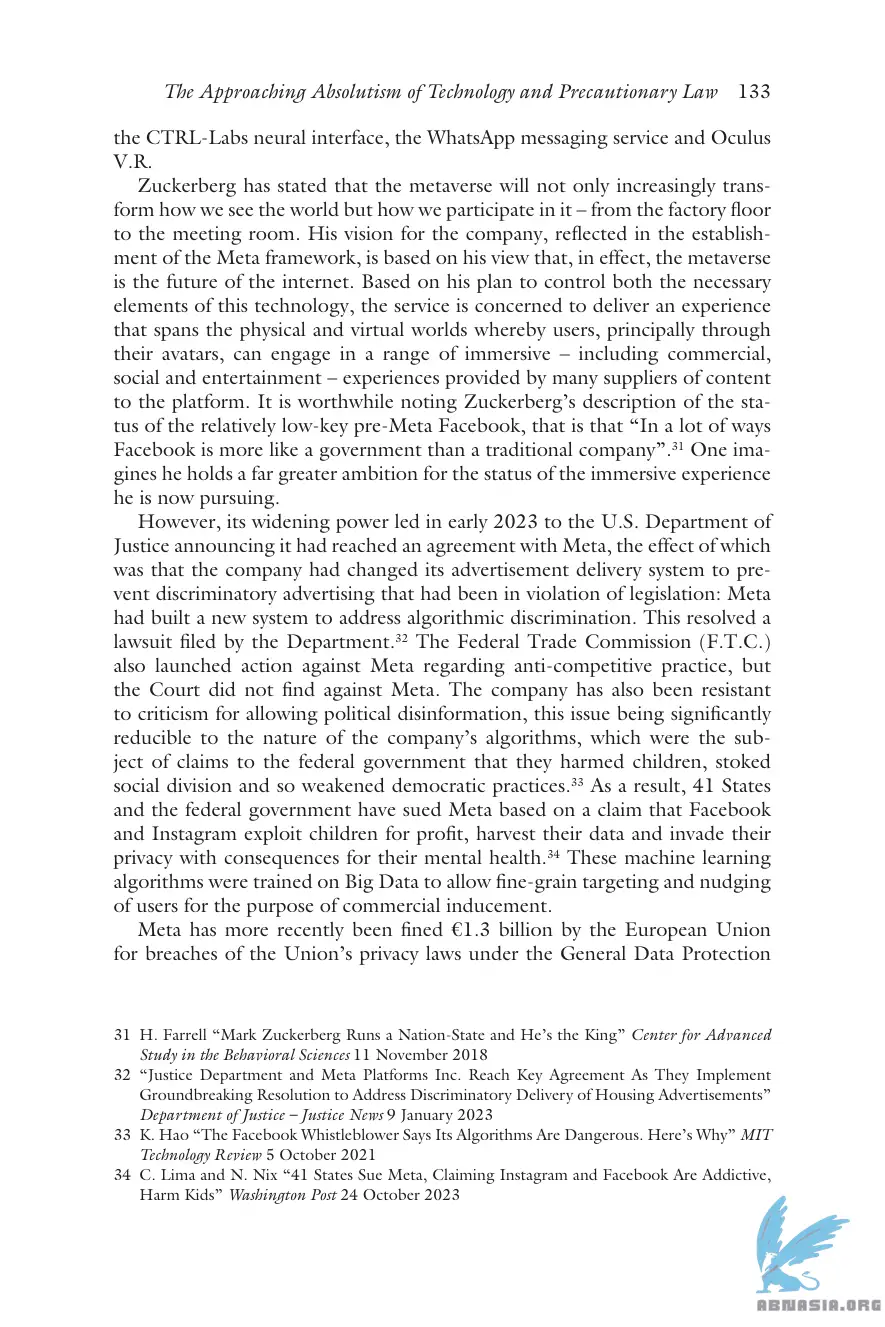 The Approaching Absolutism of Technology and Precautionary Law 133
the CTRL-Labs neural interface, the WhatsApp messaging service and Oculus
V.R.
Zuckerberg has stated that the metaverse will not only increasingly trans-
form how we see the world but how we participate in it – from the factory floor
to the meeting room. His vision for the company, reflected in the establish-
ment of the Meta framework, is based on his view that, in effect, the metaverse
is the future of the internet. Based on his plan to control both the necessary
elements of this technology, the service is concerned to deliver an experience
that spans the physical and virtual worlds whereby users, principally through
their avatars, can engage in a range of immersive – including commercial,
social and entertainment – experiences provided by many suppliers of content
to the platform. It is worthwhile noting Zuckerberg's description of the sta-
tus of the relatively low-key pre-Meta Facebook, that is that “In a lot of ways
Facebook is more like a government than a traditional company”.³¹ One ima-
gines he holds a far greater ambition for the status of the immersive experience
he is now pursuing.
However, its widening power led in early 2023 to the U.S. Department of
Justice announcing it had reached an agreement with Meta, the effect of which
was that the company had changed its advertisement delivery system to pre-
vent discriminatory advertising that had been in violation of legislation: Meta
had built a new system to address algorithmic discrimination. This resolved a
lawsuit filed by the Department.³² The Federal Trade Commission (F.T.C.)
also launched action against Meta regarding anti-competitive practice, but
the Court did not find against Meta. The company has also been resistant
to criticism for allowing political disinformation, this issue being significantly
reducible to the nature of the company's algorithms, which were the sub-
ject of claims to the federal government that they harmed children, stoked
social division and so weakened democratic practices.³³ As a result, 41 States
and the federal government have sued Meta based on a claim that Facebook
and Instagram exploit children for profit, harvest their data and invade their
privacy with consequences for their mental health.³⁴ These machine learning
algorithms were trained on Big Data to allow fine-grain targeting and nudging
of users for the purpose of commercial inducement.
Meta has more recently been fined €1.3 billion by the European Union
for breaches of the Union's privacy laws under the General Data Protection
31 H. Farrell “Mark Zuckerberg Runs a Nation-State and He's the King” Center for Advanced
Study in the Behavioral Sciences 11 November 2018
32 “Justice Department and Meta Platforms Inc. Reach Key Agreement As They Implement
Groundbreaking Resolution to Address Discriminatory Delivery of Housing Advertisements”
Department of Justice – Justice News 9 January 2023
33 K. Hao “The Facebook Whistleblower Says Its Algorithms Are Dangerous. Here's Why” MIT
Technology Review 5 October 2021
34 C. Lima and N. Nix “41 States Sue Meta, Claiming Instagram and Facebook Are Addictive,
Harm Kids” Washington Post 24 October 2023
ABNASIA.ORG